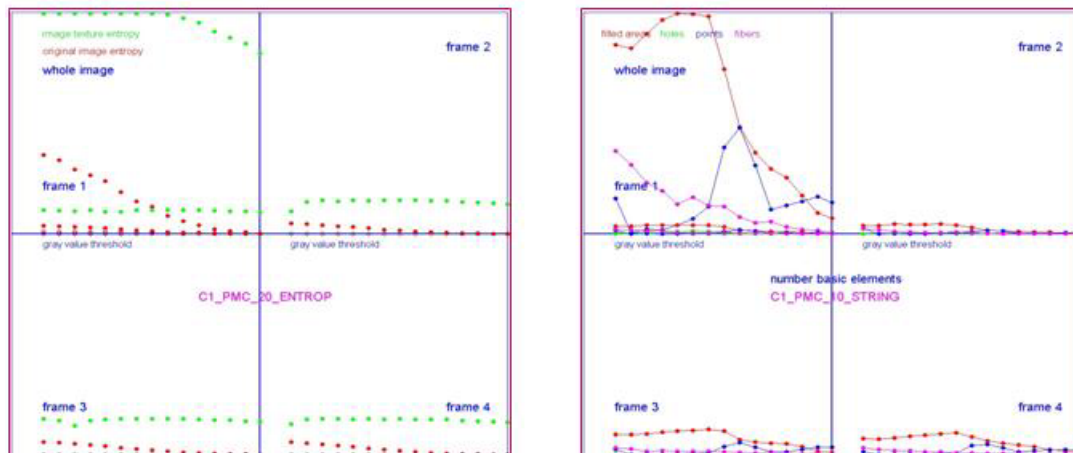 image texture entropy
original image entropy
whole image
frame 2
frame 1
gray value threshold
gray value threshold
C1_PMC_20_ENTROP
frame 3
frame 4
filled areas holes points fibers
whole image
frame 2
frame 1
gray value threshold
gray value threshold
number basic elements
C1_PMC_10_STRING
frame 3
frame 4